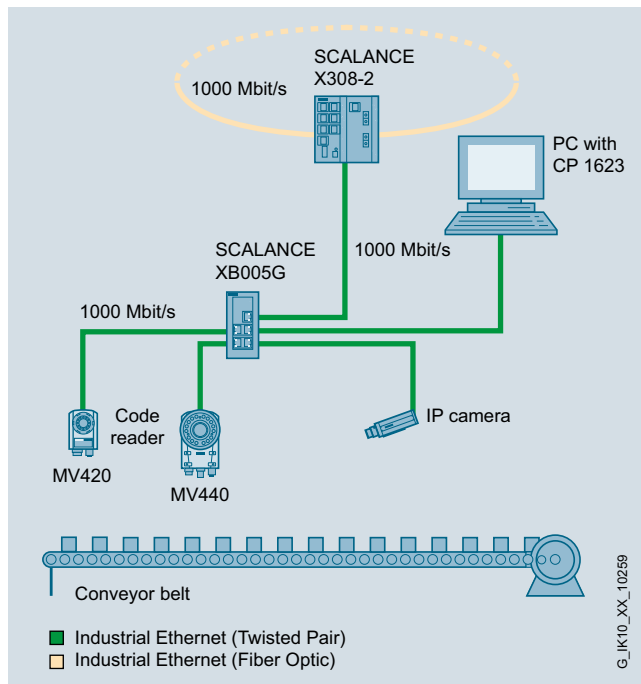 SCALANCE
X308-2
1000 Mbit/s
PC with
CP 1623
SCALANCE
XB005G
1000 Mbit/s
1000 Mbit/s
Code
reader
IP camera
MV420
MV440
Conveyor belt
Industrial Ethernet (Twisted Pair)
Industrial Ethernet (Fiber Optic)
G_IK10_XX_10259